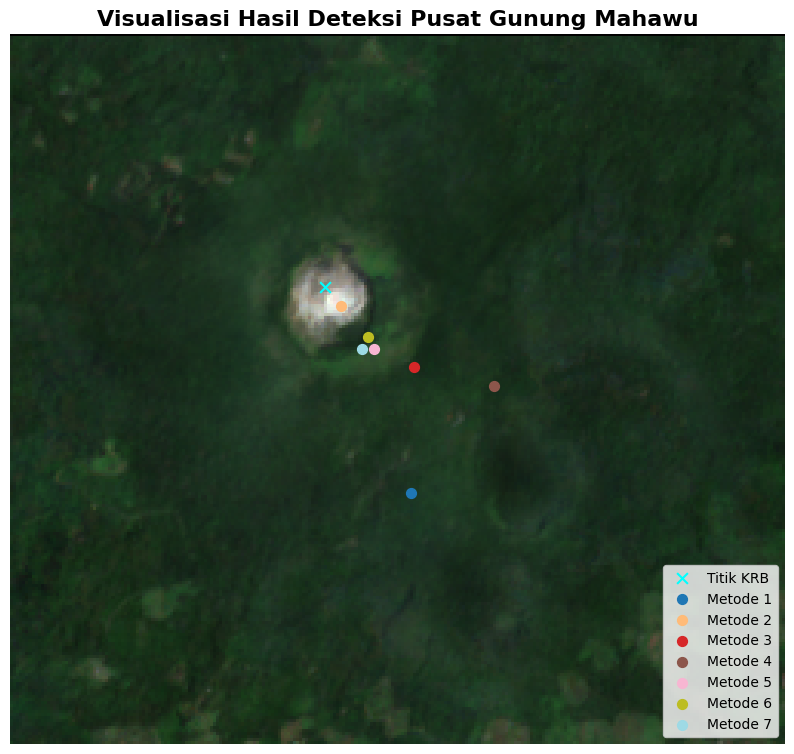 Visualisasi Hasil Deteksi Pusat Gunung Mahawu
Titik KRB
Metode 1
Metode 2
Metode 3
Metode 4
Metode 5
Metode 6
Metode 7